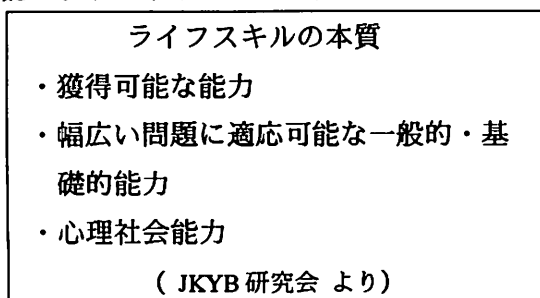 ライフスキルの本質
・獲得可能な能力
・幅広い問題に適応可能な一般的・基
礎的能力
・心理社会能力
( JKYB 研究会 より)